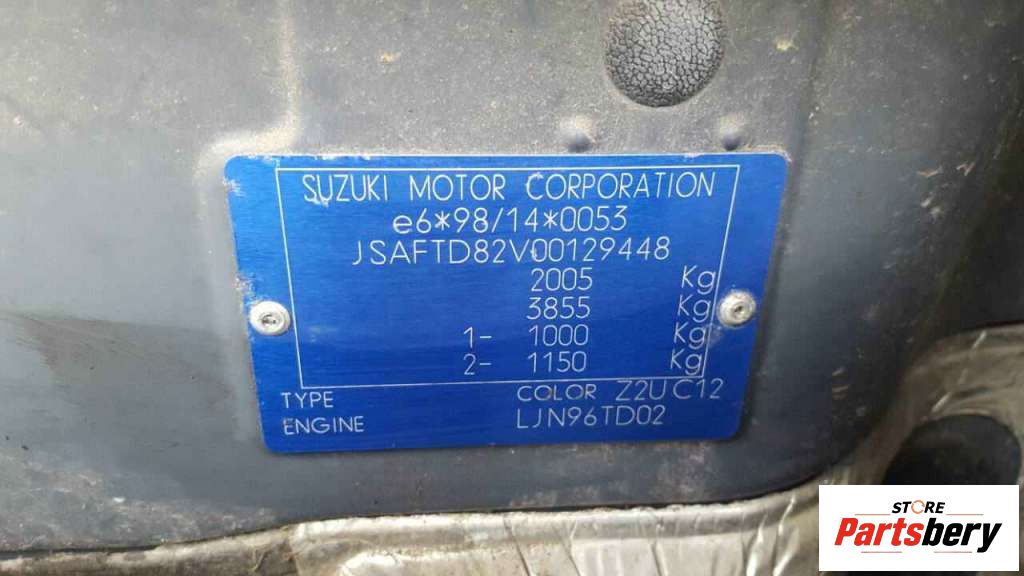 SUZUKI MOTOR CORPORATION
e6*98/14*0053
JSAFTD82V00129448
2005 Kg
3855 Kg
1- 1000 Kg
2- 1150 Kg
TYPE COLOR Z2U C12
ENGINE LJN96TD02
STORE
Partsbery